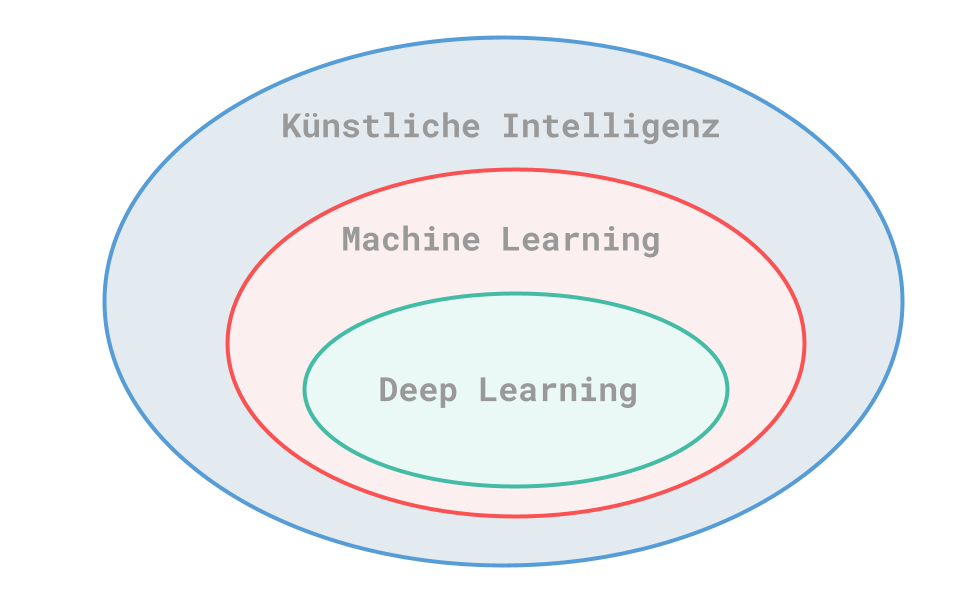 Künstliche Intelligenz
Machine Learning
Deep Learning